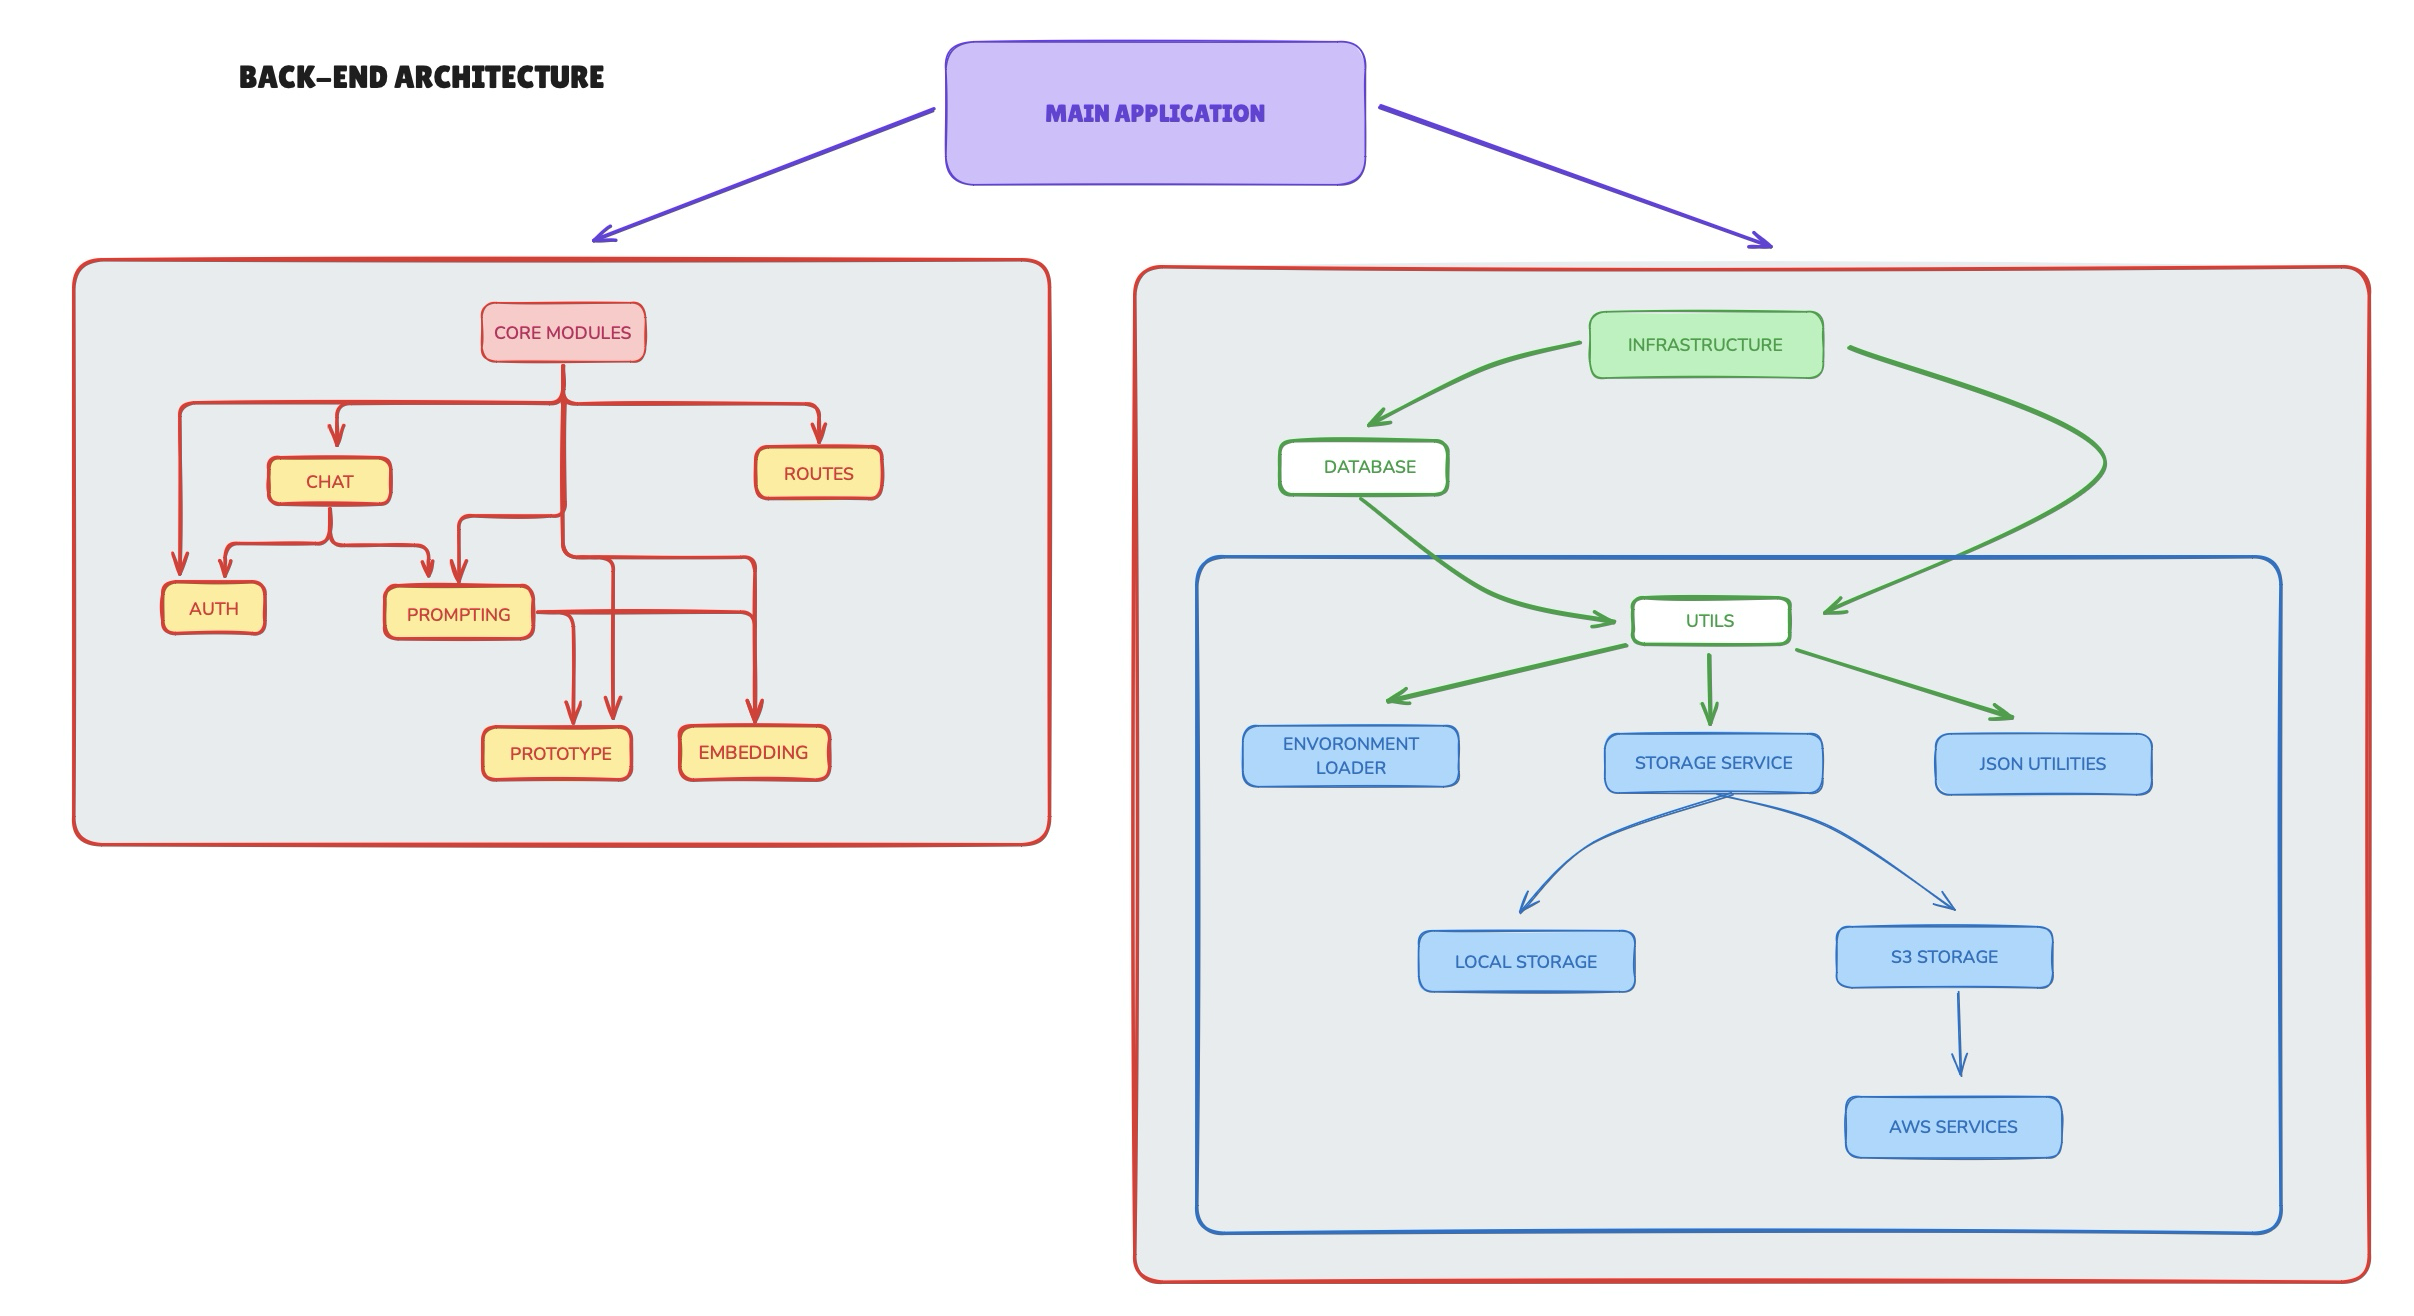 BACK-END ARCHITECTURE
MAIN APPLICATION
CORE MODULES
CHAT
ROUTES
AUTH
PROMPTING
PROTOTYPE
EMBEDDING
INFRASTRUCTURE
DATABASE
UTILS
ENVORONMENT
LOADER
STORAGE SERVICE
JSON UTILITIES
LOCAL STORAGE
S3 STORAGE
AWS SERVICES